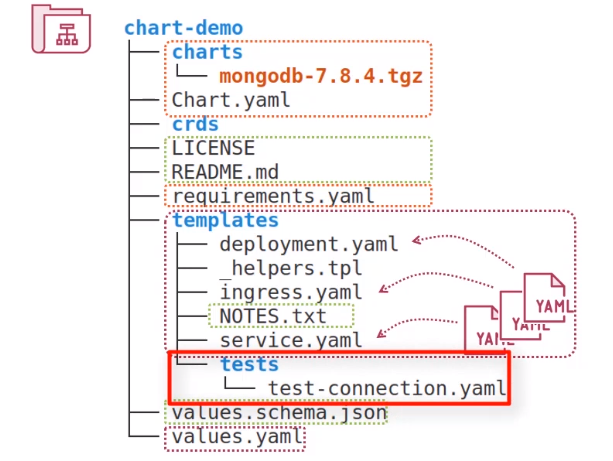 chart-demo
charts
mongodb-7.8.4.tgz
Chart.yaml
crds
LICENSE
README.md
requirements.yaml
templates
deployment.yaml
_helpers.tpl
ingress.yaml
NOTES.txt
service.yaml
YAML
YAML
YAML
tests
test-connection.yaml
values.schema.json
values.yaml